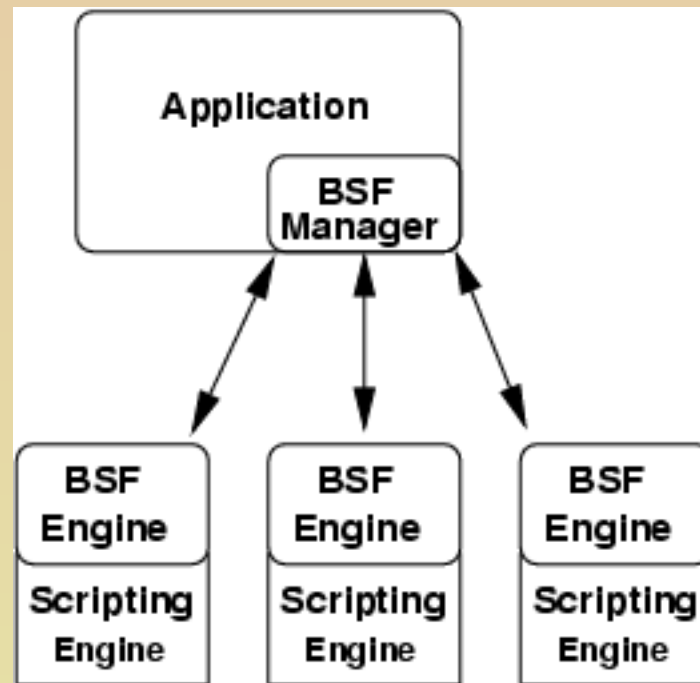 Application
BSF
Manager
BSF
Engine
Scripting
Engine
BSF
Engine
Scripting
Engine
BSF
Engine
Scripting
Engine